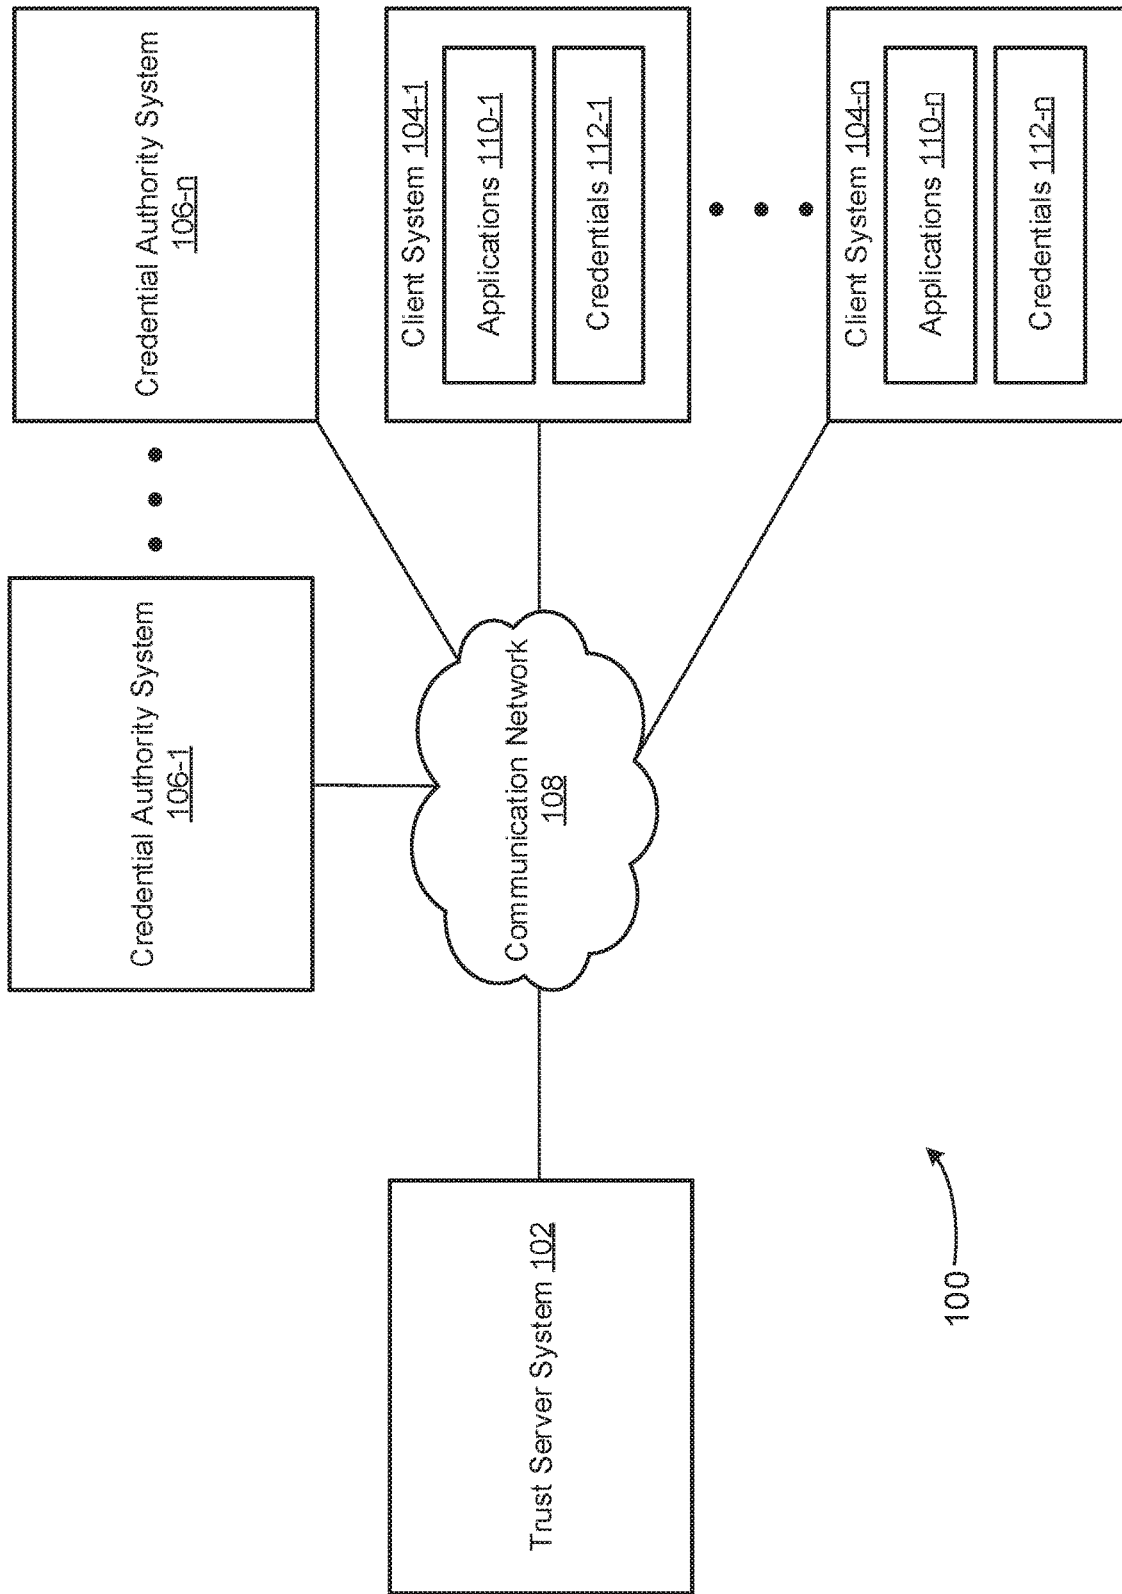 Credential Authority System
106-1
Credential Authority System
106-n
Trust Server System 102
Communication Network
108
Client System 104-1
Applications 110-1
Credentials 112-1
Client System 104-n
Applications 110-n
Credentials 112-n
100